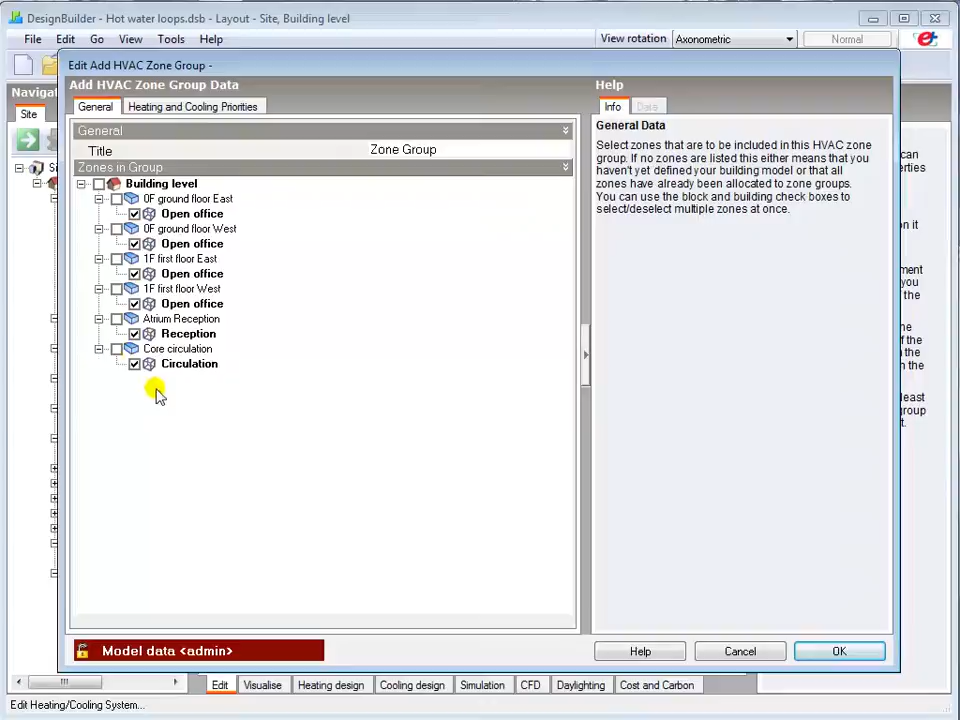 DesignBuilder - Hot water loops.dsb - Layout - Site, Building level
File Edit Go View Tools Help
View rotation Axonometric Normal
Edit Add HVAC Zone Group -
Add HVAC Zone Group Data
General Heating and Cooling Priorities
General
Title Zone Group
Zones in Group
Building level
0F ground floor East
Open office
0F ground floor West
Open office
1F first floor East
Open office
1F first floor West
Open office
Atrium Reception
Reception
Core circulation
Circulation
Help
Info Data
General Data
Select zones that are to be included in this HVAC zone
group. If no zones are listed this either means that you
haven't yet defined your building model or that all
zones have already been allocated to zone groups.
You can use the block and building check boxes to
select/deselect multiple zones at once.
Model data <admin>
Help Cancel OK
Site
Edit Visualise Heating design Cooling design Simulation CFD Daylighting Cost and Carbon
Edit Heating/Cooling System...